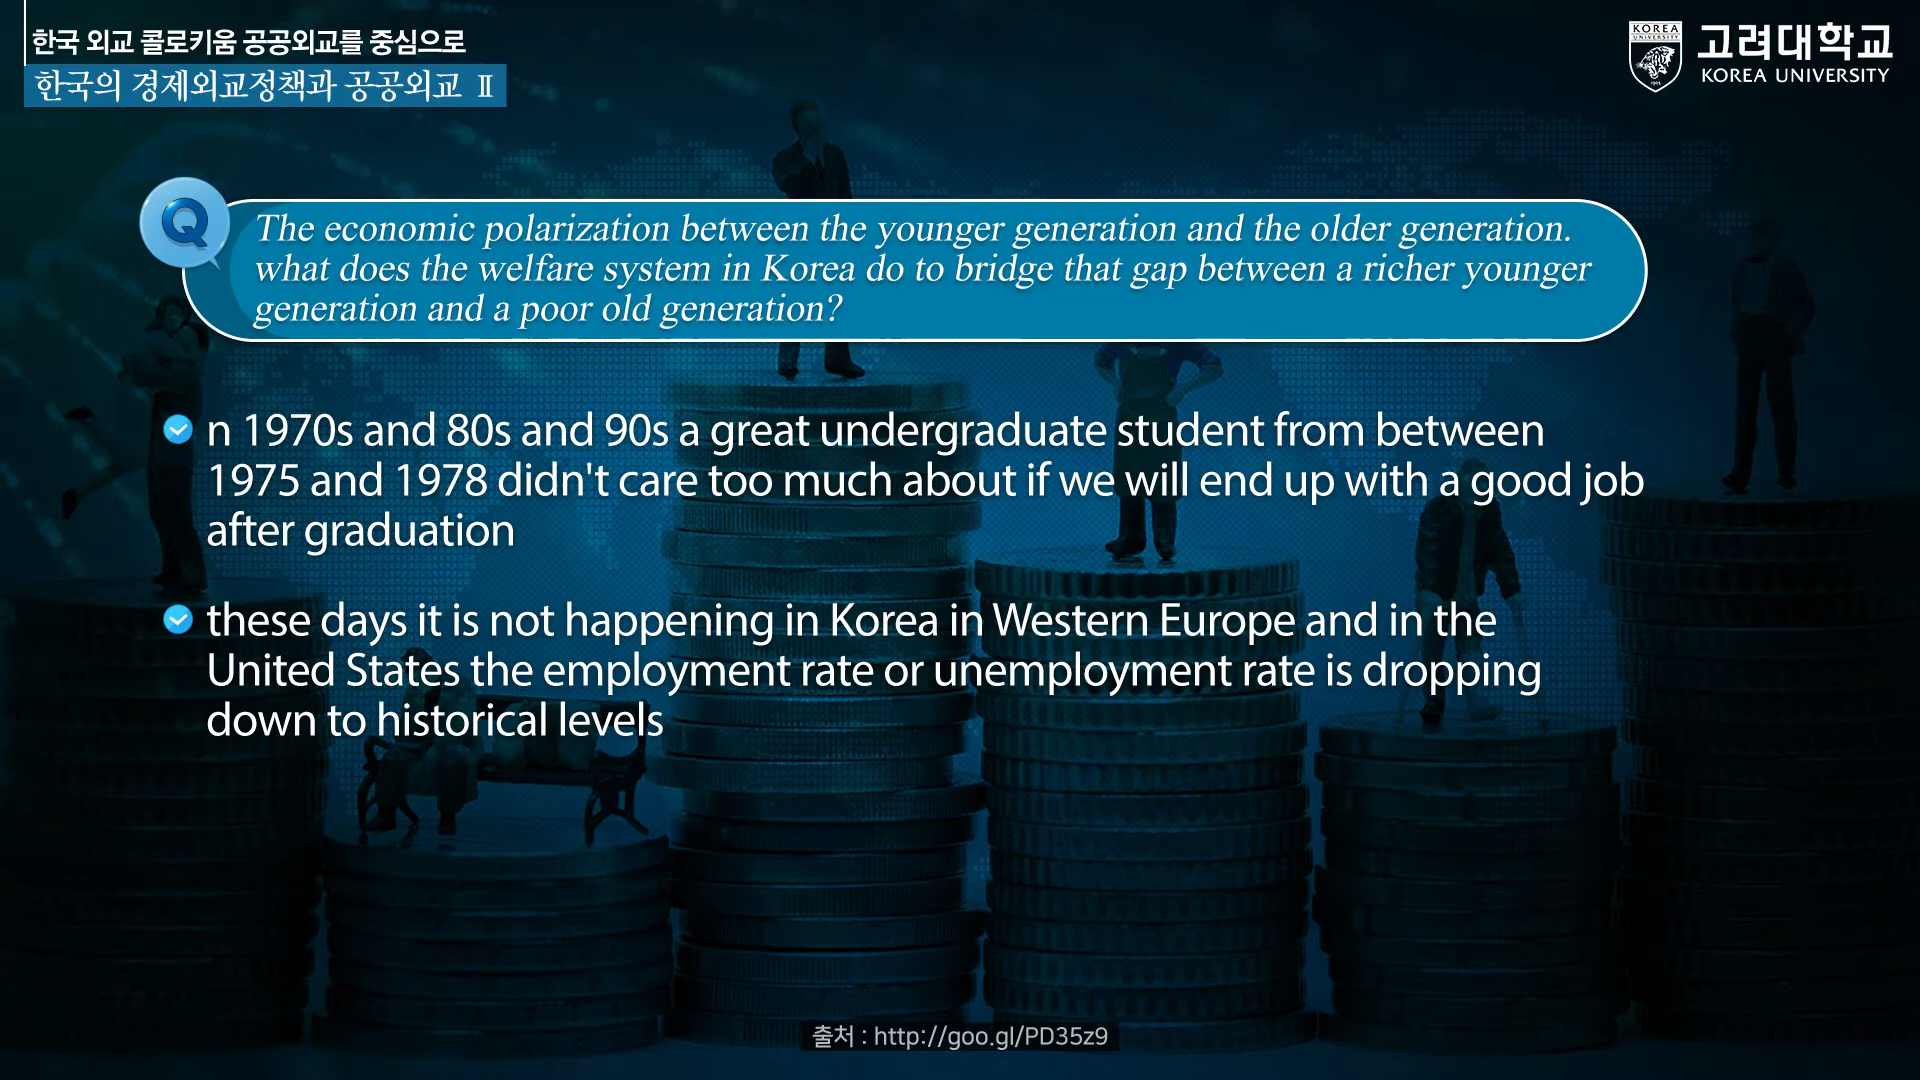 한국 외교 콜로키움 공공외교를 중심으로
한국의 경제외교정책과 공공외교 Ⅱ
KOREA
UNIVERSITY
1905
고려대학교
KOREA UNIVERSITY
Q
The economic polarization between the younger generation and the older generation.
what does the welfare system in Korea do to bridge that gap between a richer younger
generation and a poor old generation?
n 1970s and 80s and 90s a great undergraduate student from between
1975 and 1978 didn't care too much about if we will end up with a good job
after graduation
these days it is not happening in Korea in Western Europe and in the
United States the employment rate or unemployment rate is dropping
down to historical levels
출처 : http://goo.gl/PD35z9